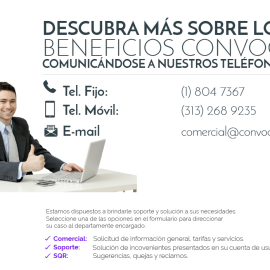 DESCUBRA MÁS SOBRE LO
BENEFICIOS CONVO
COMUNICÁNDOSE A NUESTROS TELÉFON
Tel. Fijo: (1) 804 7367
Tel. Móvil: (313) 268 9235
E-mail comercial@convoc
Estamos dispuestos a brindarle soporte y solución a sus necesidades.
Seleccione una de las opciones en el formulario para direccionar
su caso al departamente encargado.
Comercial: Solicitud de información general, tarifas y servicios.
Soporte: Solución de inovenientes presentados en su cuenta de usu
SQR: Sugerencias, quejas y reclamos.